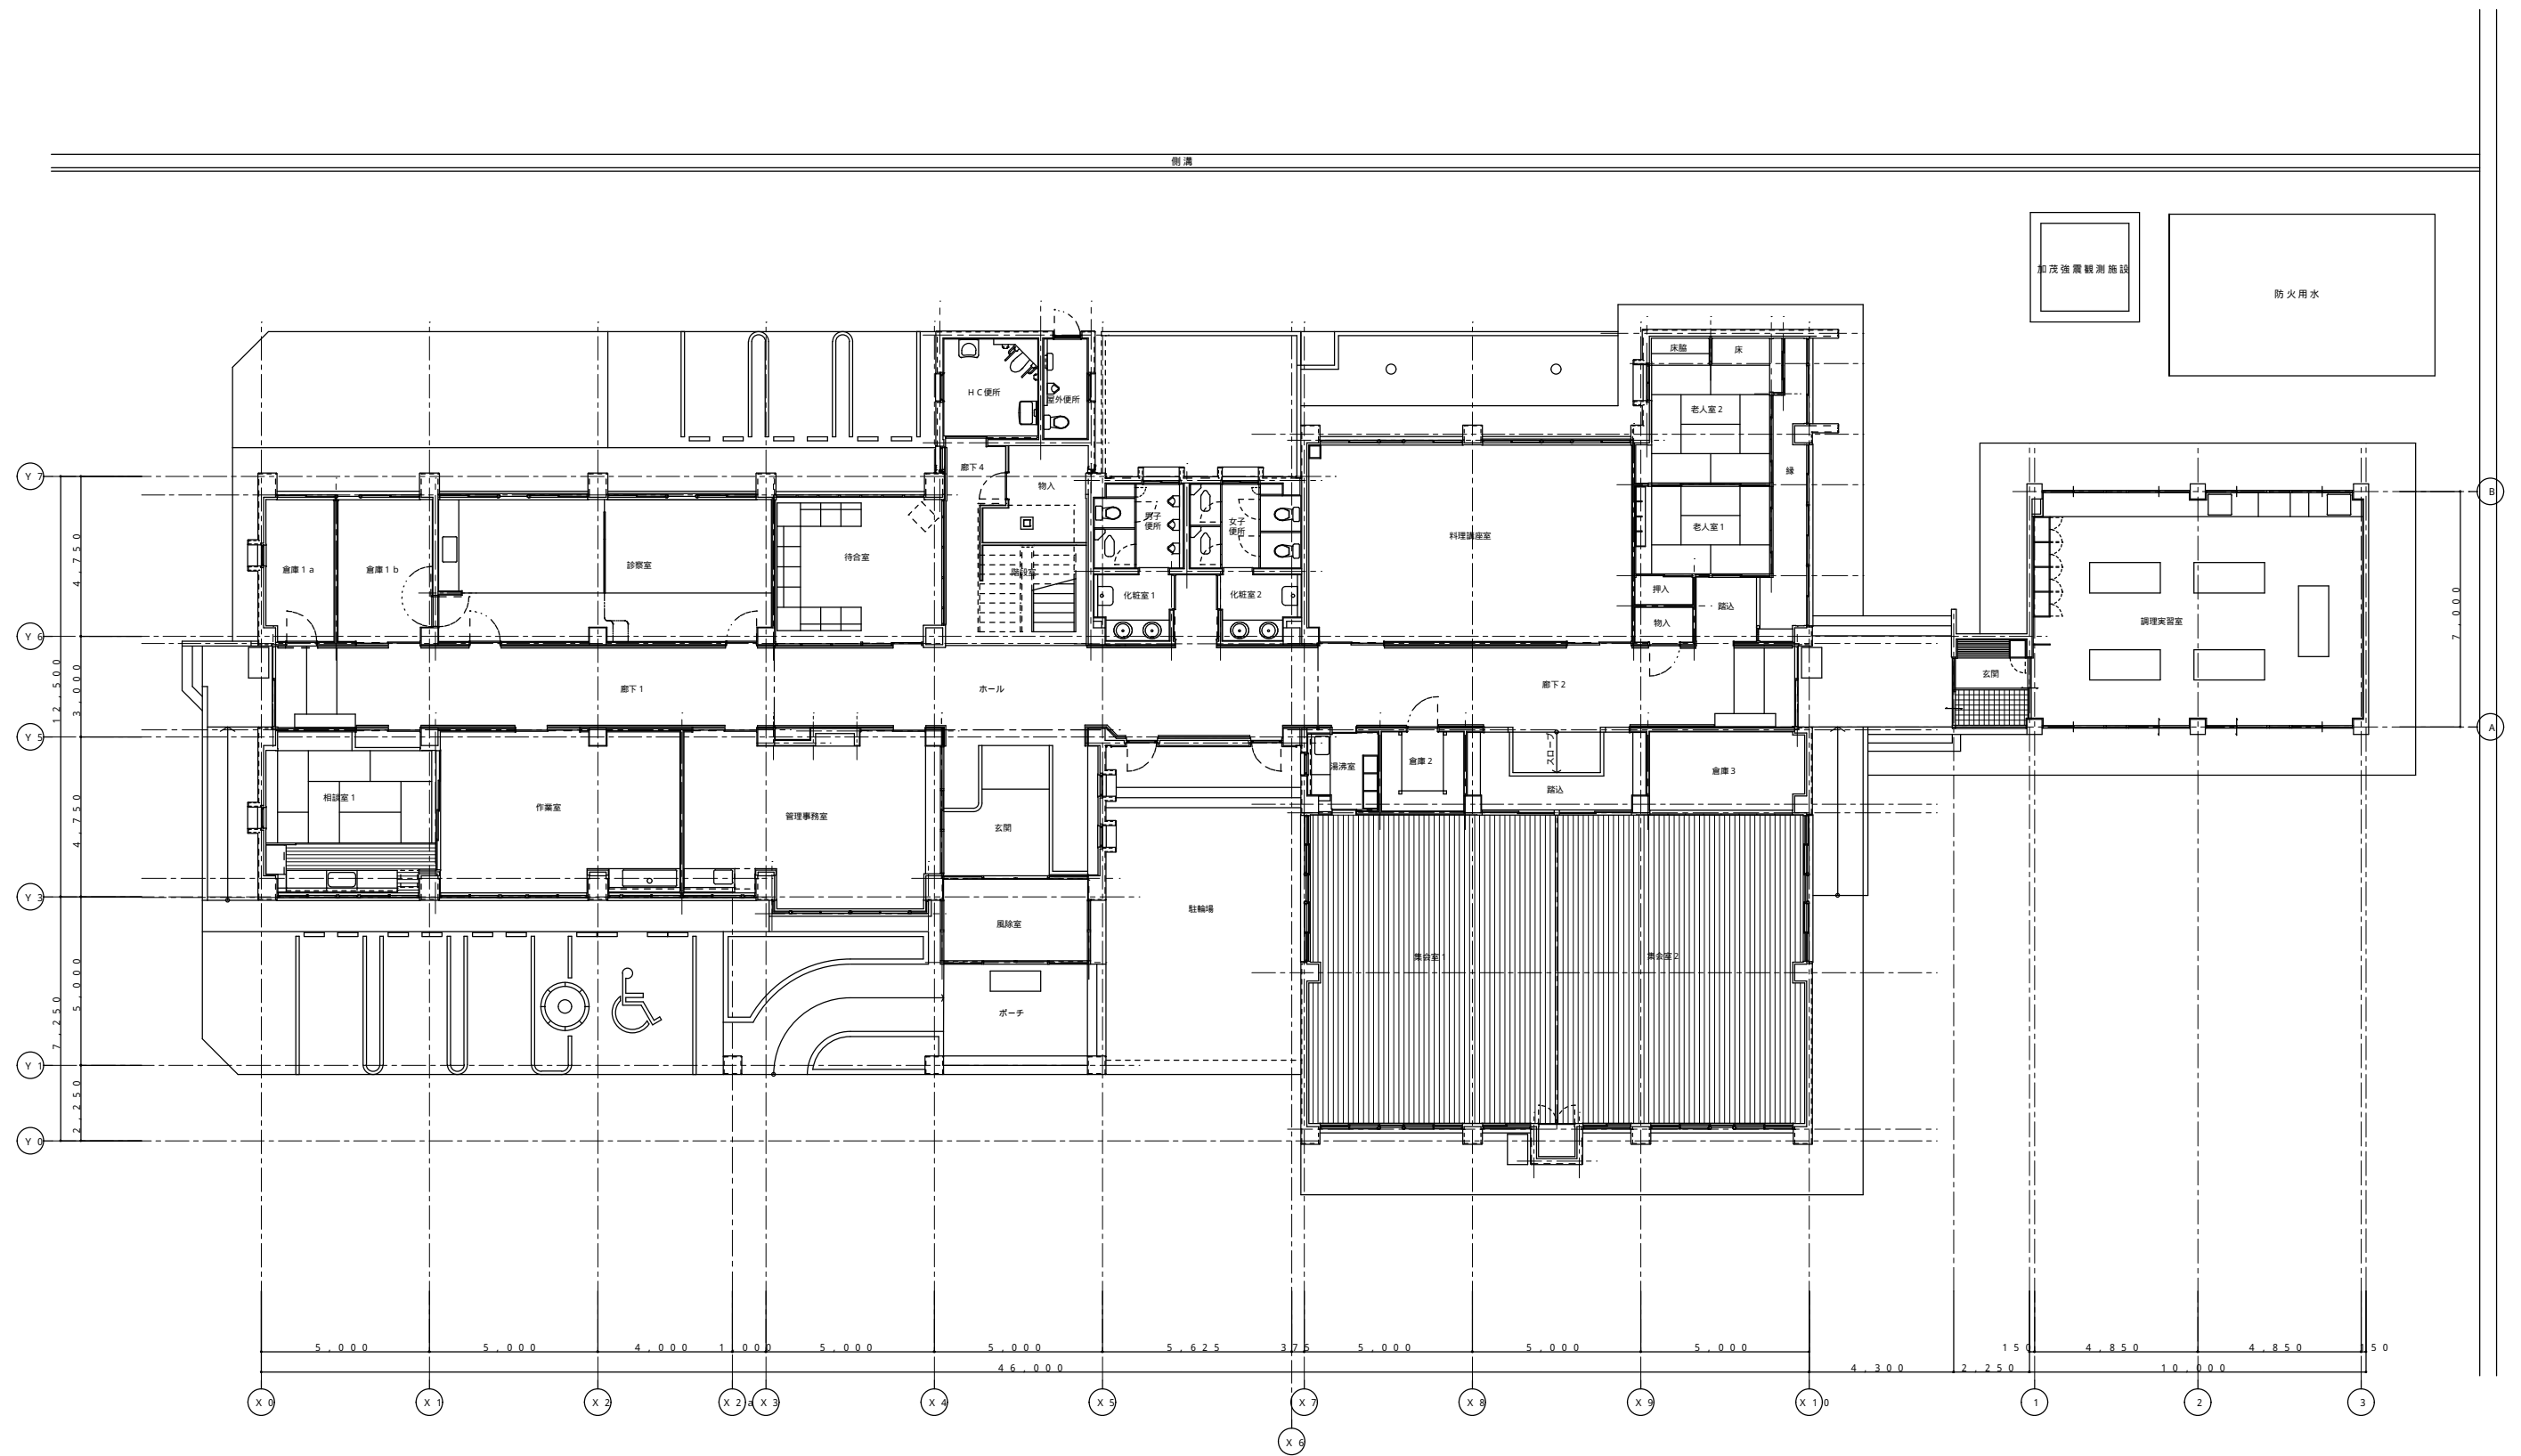 側溝
加茂強震観測施設
防火用水
床脇
床
HC便所
屋外便所
老人室2
縁
廊下4
物入
Y7
B
男子
便所
女子
便所
老人室1
料理講座室
待合室
診察室
倉庫1a
倉庫1b
階段室
化粧室1
化粧室2
押入
踏込
物入
調理実習室
4,750
7,000
Y6
玄関
廊下1
ホール
廊下2
12,500
3,000
A
Y5
スロープ
湯沸室
倉庫2
倉庫3
踏込
相談室1
作業室
管理事務室
玄関
4,750
Y3
駐輪場
風除室
集会室1
集会室2
5,000
7,250
ポーチ
Y1
2,250
Y0
5,000
5,000
4,000
1,000
5,000
5,000
5,625
375
5,000
5,000
5,000
150
4,850
4,850
150
46,000
4,300
2,250
10,000
X0
X1
X2
X2a
X3
X4
X5
X7
X8
X9
X10
1
2
3
X6